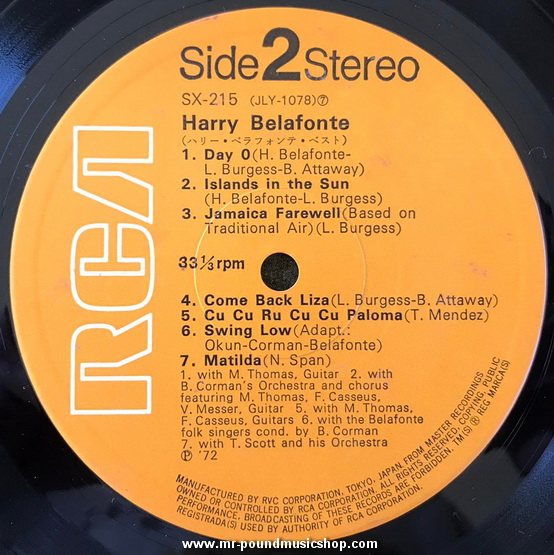 Side 2 Stereo
SX-215 (JLY-1078)⑦
Harry Belafonte
(ハリー・ベラフォンテ・ベスト)
1. Day O (H. Belafonte-
L. Burgess-B. Attaway)
2. Islands in the Sun
(H. Belafonte-L. Burgess)
3. Jamaica Farewell (Based on
Traditional Air) (L. Burgess)
33 1/3 rpm
4. Come Back Liza (L. Burgess-B. Attaway)
5. Cu Cu Ru Cu Cu Paloma (T. Mendez)
6. Swing Low (Adapt.:
Okun-Corman-Belafonte)
7. Matilda (N. Span)
1. with M. Thomas, Guitar 2. with
B. Corman's Orchestra and chorus
featuring M. Thomas, F. Casseus,
V. Messer, Guitar 5. with M. Thomas,
F. Casseus, Guitars 6. with the Belafonte
folk singers cond. by B. Corman
7. with T. Scott and his Orchestra
Ⓟ '72
RCA
MANUFACTURED BY RVC CORPORATION, TOKYO, JAPAN, FROM MASTER RECORDINGS
OWNED OR CONTROLLED BY RCA CORPORATION. ALL RIGHTS RESERVED, COPYING, PUBLIC
PERFORMANCE, BROADCASTING OF THESE RECORDS ARE FORBIDDEN, TM(S) ® REG MARCA(S)
REGISTRADA(S) USED BY AUTHORITY OF RCA CORPORATION.
www.mr-poundmusicshop.com